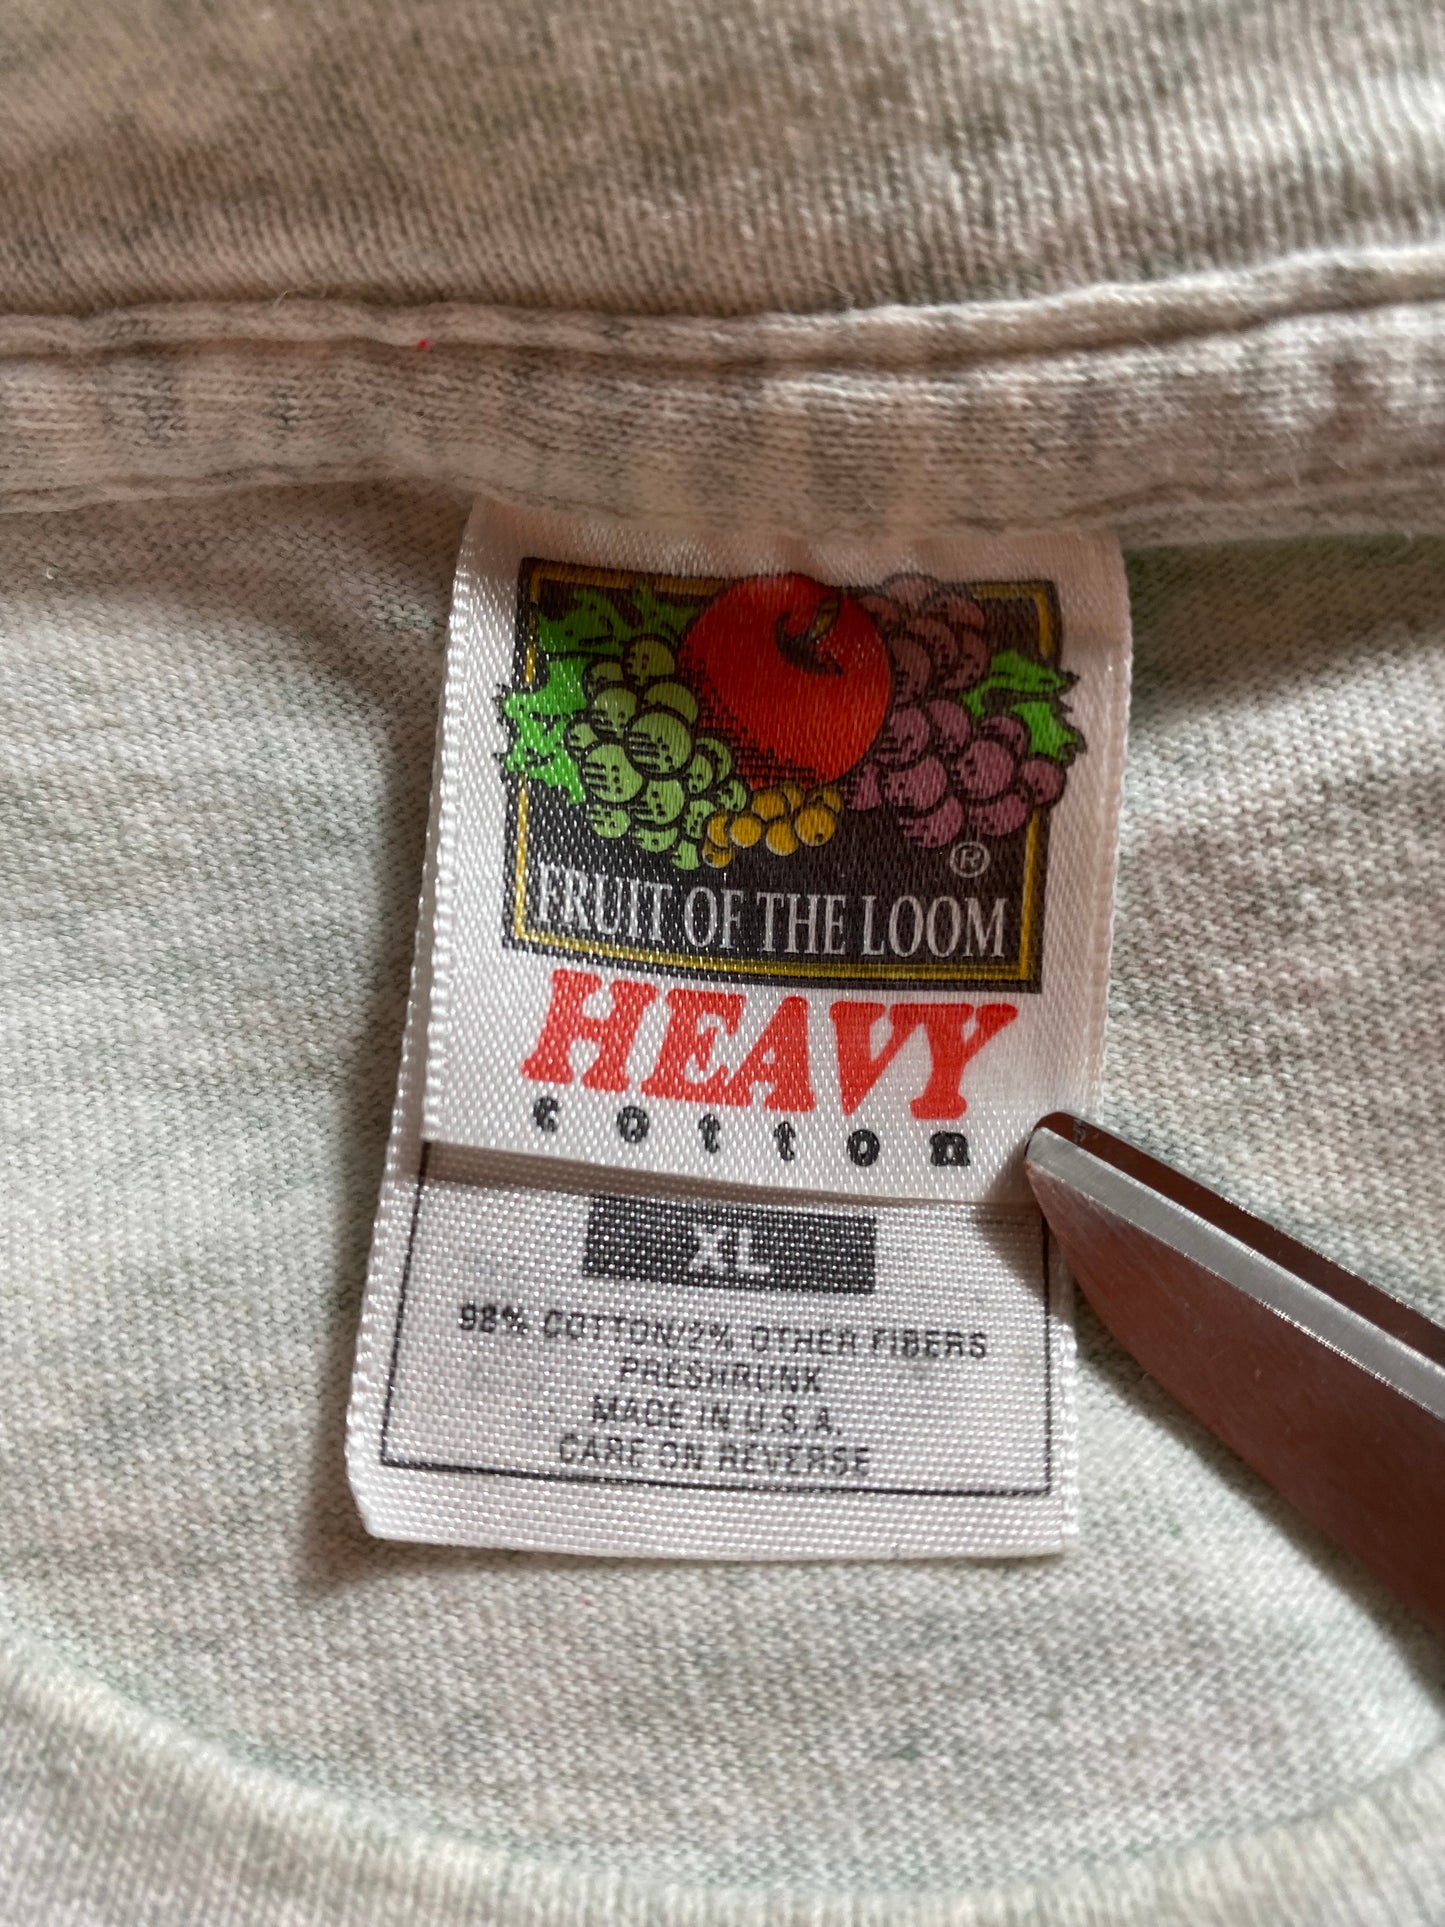 ®
FRUIT OF THE LOOM
HEAVY
cotton
XL
98% COTTON/2% OTHER FIBERS
PRESHRUNK
MADE IN U.S.A.
CARE ON REVERSE